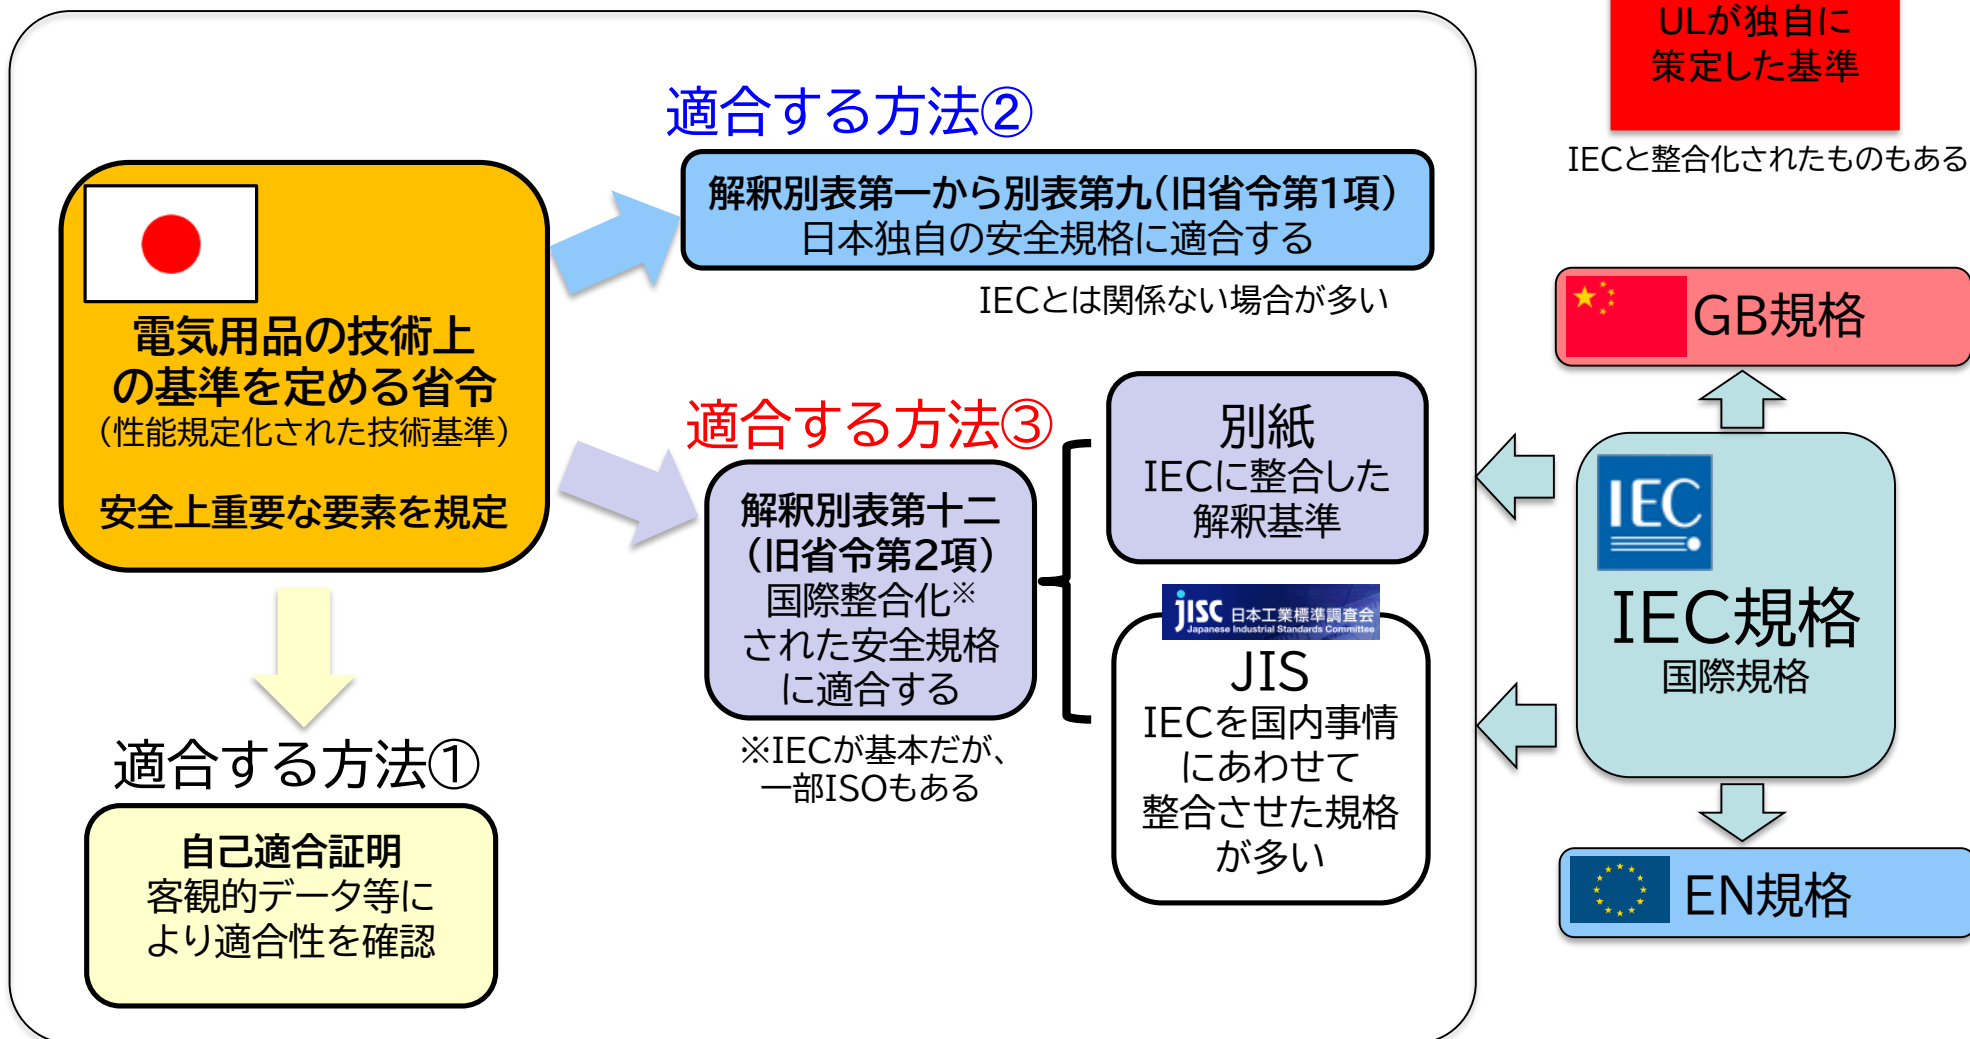 ULが独自に
策定した基準
IECと整合化されたものもある
適合する方法②
解釈別表第一から別表第九(旧省令第1項)
日本独自の安全規格に適合する
IECとは関係ない場合が多い
電気用品の技術上
の基準を定める省令
(性能規定化された技術基準)
安全上重要な要素を規定
適合する方法③
解釈別表第十二
(旧省令第2項)
国際整合化※
された安全規格
に適合する
※IECが基本だが、
一部ISOもある
別紙
IECに整合した
解釈基準
jISC 日本工業標準調査会
Japanese Industrial Standards Committee
JIS
IECを国内事情
にあわせて
整合させた規格
が多い
適合する方法①
自己適合証明
客観的データ等に
より適合性を確認
GB規格
IEC
IEC規格
国際規格
EN規格